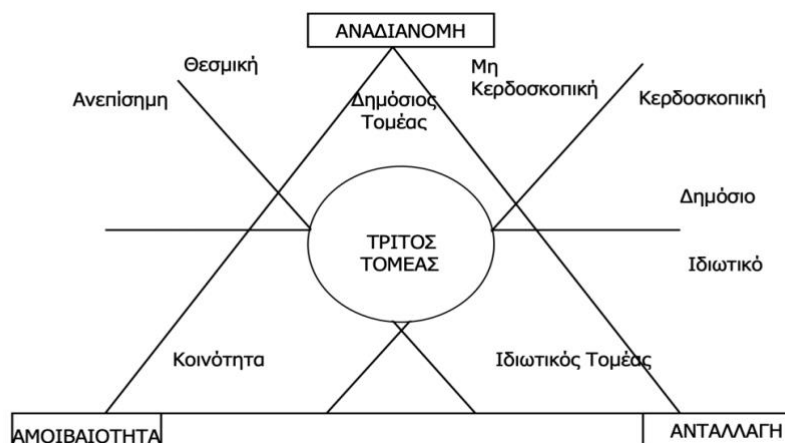 ΑΝΑΔΙΑΝΟΜΗ
Θεσμική
Μη
Κερδοσκοπική
Ανεπίσημη
Δημόσιος
Τομέας
Κερδοσκοπική
Δημόσιο
ΤΡΙΤΟΣ
ΤΟΜΕΑΣ
Ιδιωτικό
Κοινότητα
Ιδιωτικός Τομέας
ΑΜΟΙΒΑΙΟΤΗΤΑ
ΑΝΤΑΛΛΑΓΗ